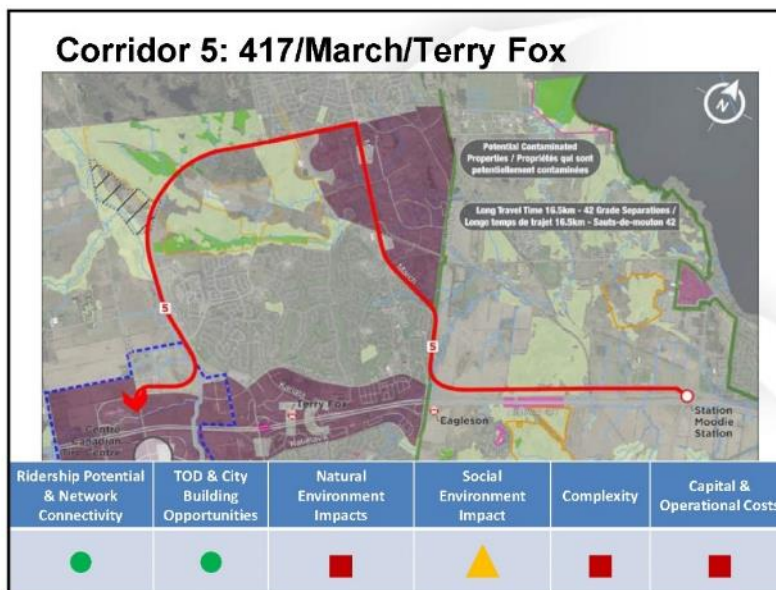 Corridor 5: 417/March/Terry Fox
N
Potential Contaminated
Properties / Propriétés qui sont
potentiellement contaminées
Long Travel Time 16.5km - 42 Grade Separations /
Longe temps de trajet 16.5km - Sauts-de-mouton 42
March
5
5
Kanata
Terry Fox
Eagleson
Station
Moodie
Station
Centre
Canadian
Tire Centre
Ridership Potential
& Network
Connectivity
TOD & City
Building
Opportunities
Natural
Environment
Impacts
Social
Environment
Impact
Complexity
Capital &
Operational Costs